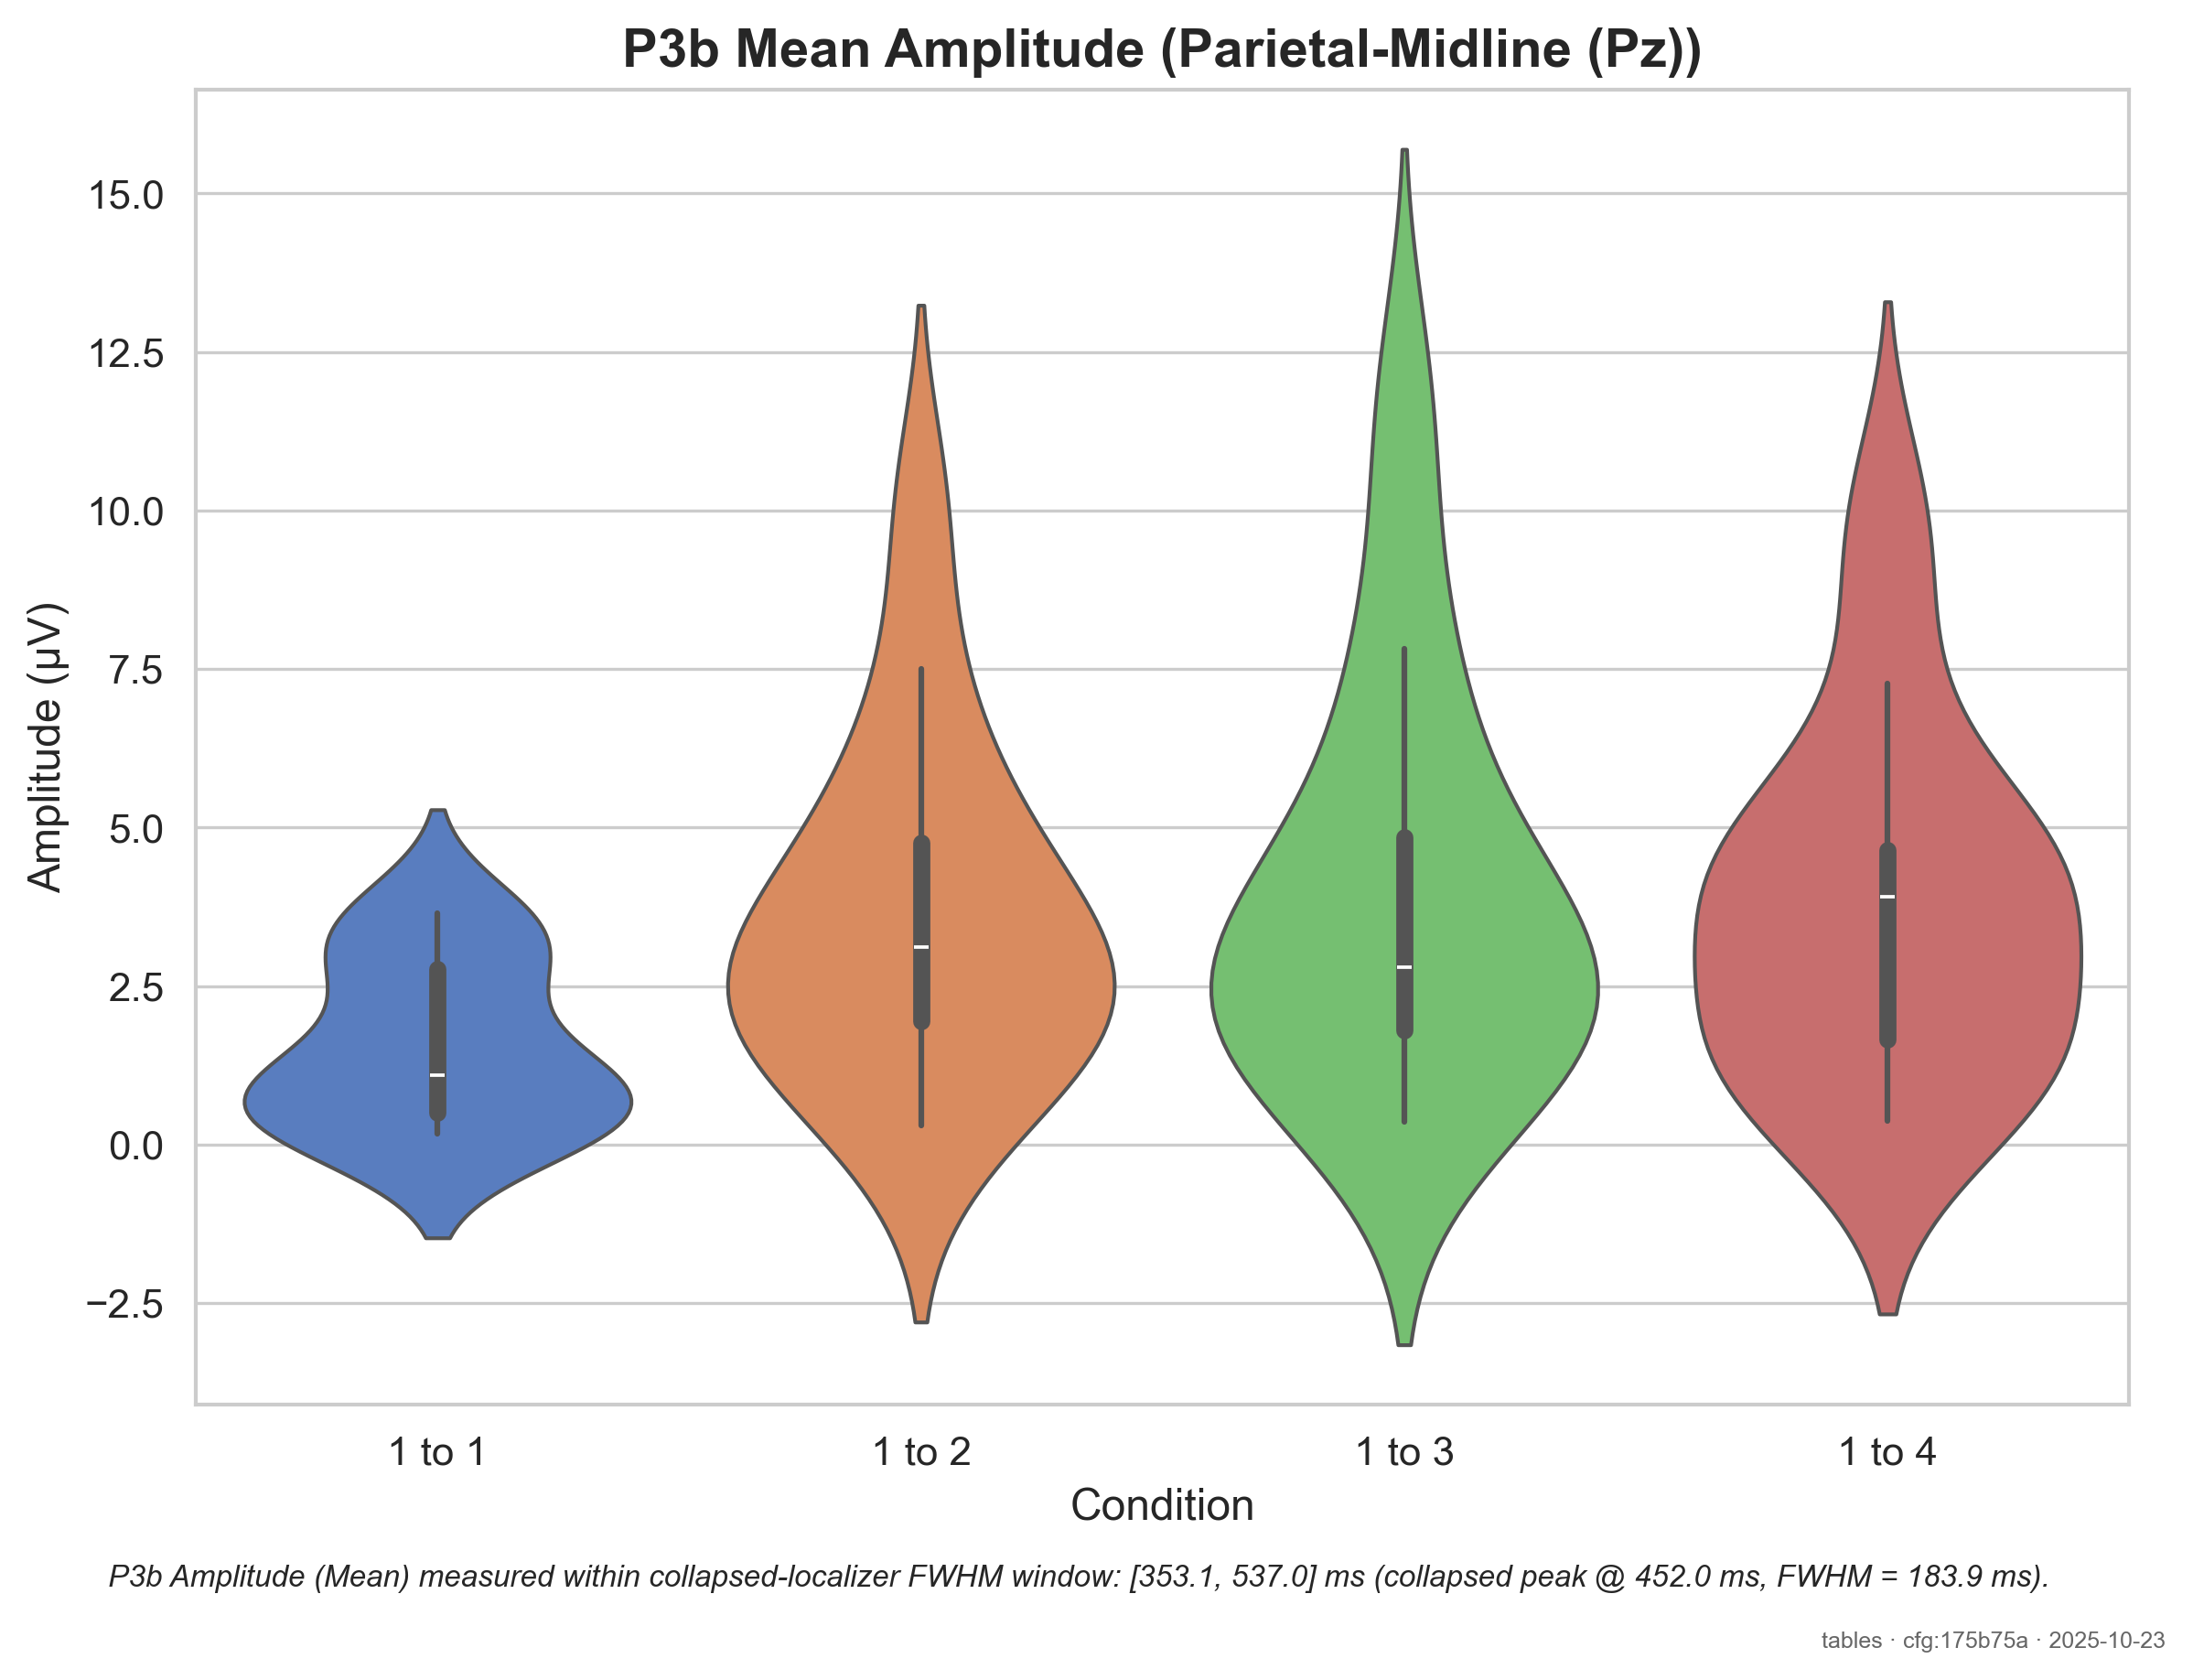 P3b Mean Amplitude (Parietal-Midline (Pz))
Amplitude (µV)
15.0
12.5
10.0
7.5
5.0
2.5
0.0
−2.5
1 to 1
1 to 2
1 to 3
1 to 4
Condition
P3b Amplitude (Mean) measured within collapsed-localizer FWHM window: [353.1, 537.0] ms (collapsed peak @ 452.0 ms, FWHM = 183.9 ms).
tables · cfg:175b75a · 2025-10-23